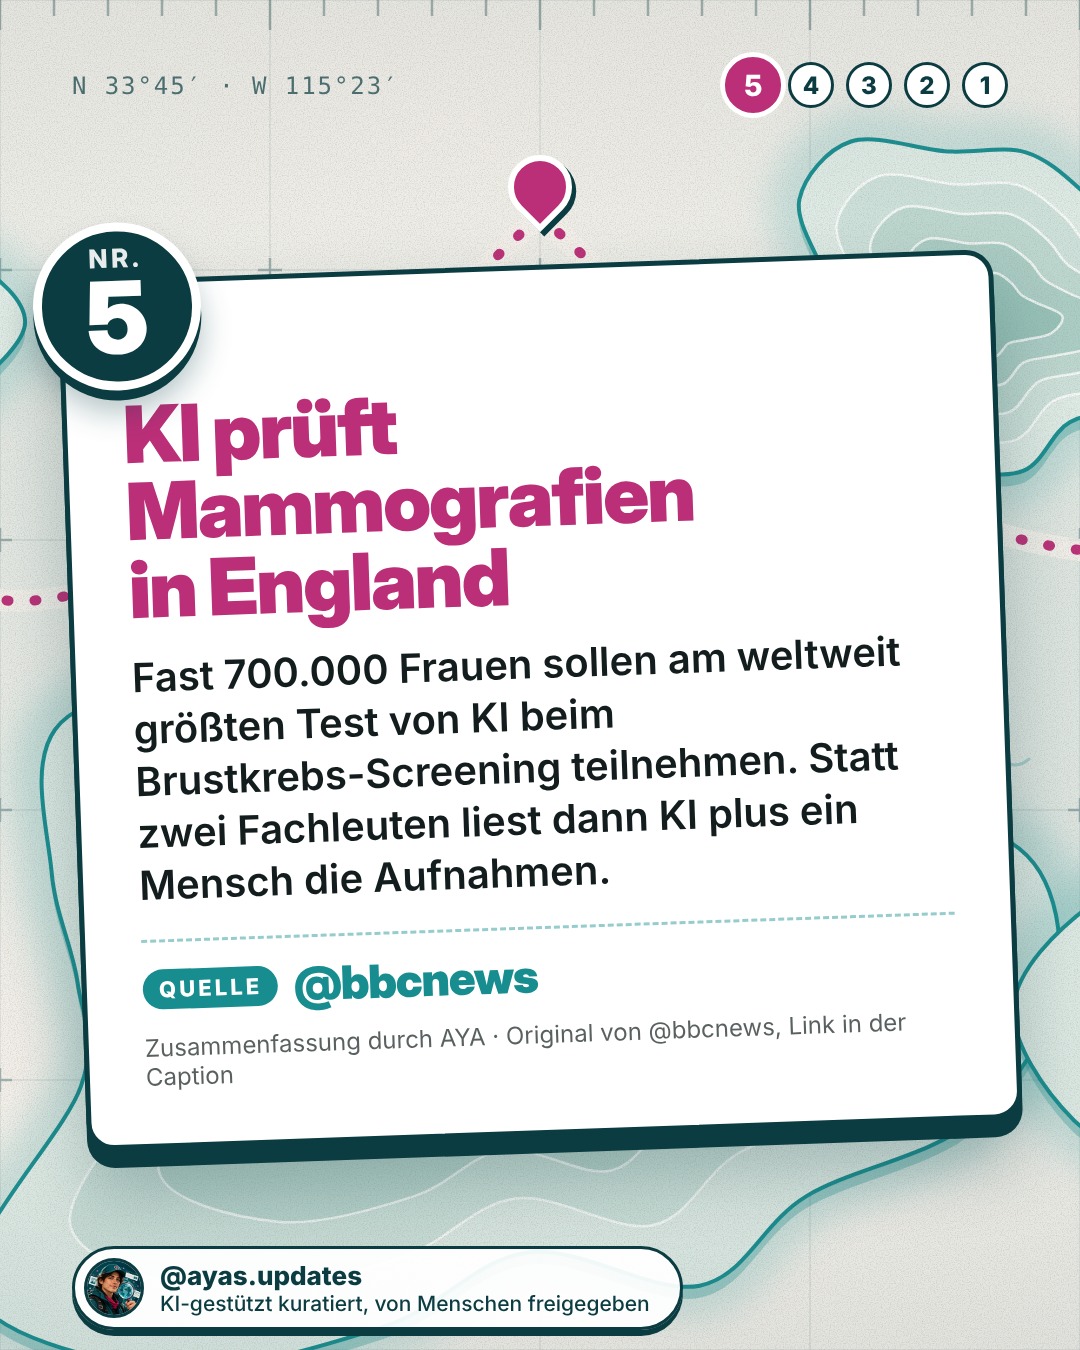 N 33°45′ · W 115°23′
5 4 3 2 1
NR.
5
KI prüft
Mammografien
in England
Fast 700.000 Frauen sollen am weltweit
größten Test von KI beim
Brustkrebs-Screening teilnehmen. Statt
zwei Fachleuten liest dann KI plus ein
Mensch die Aufnahmen.
QUELLE @bbcnews
Zusammenfassung durch AYA · Original von @bbcnews, Link in der
Caption
@ayas.updates
KI-gestützt kuratiert, von Menschen freigegeben